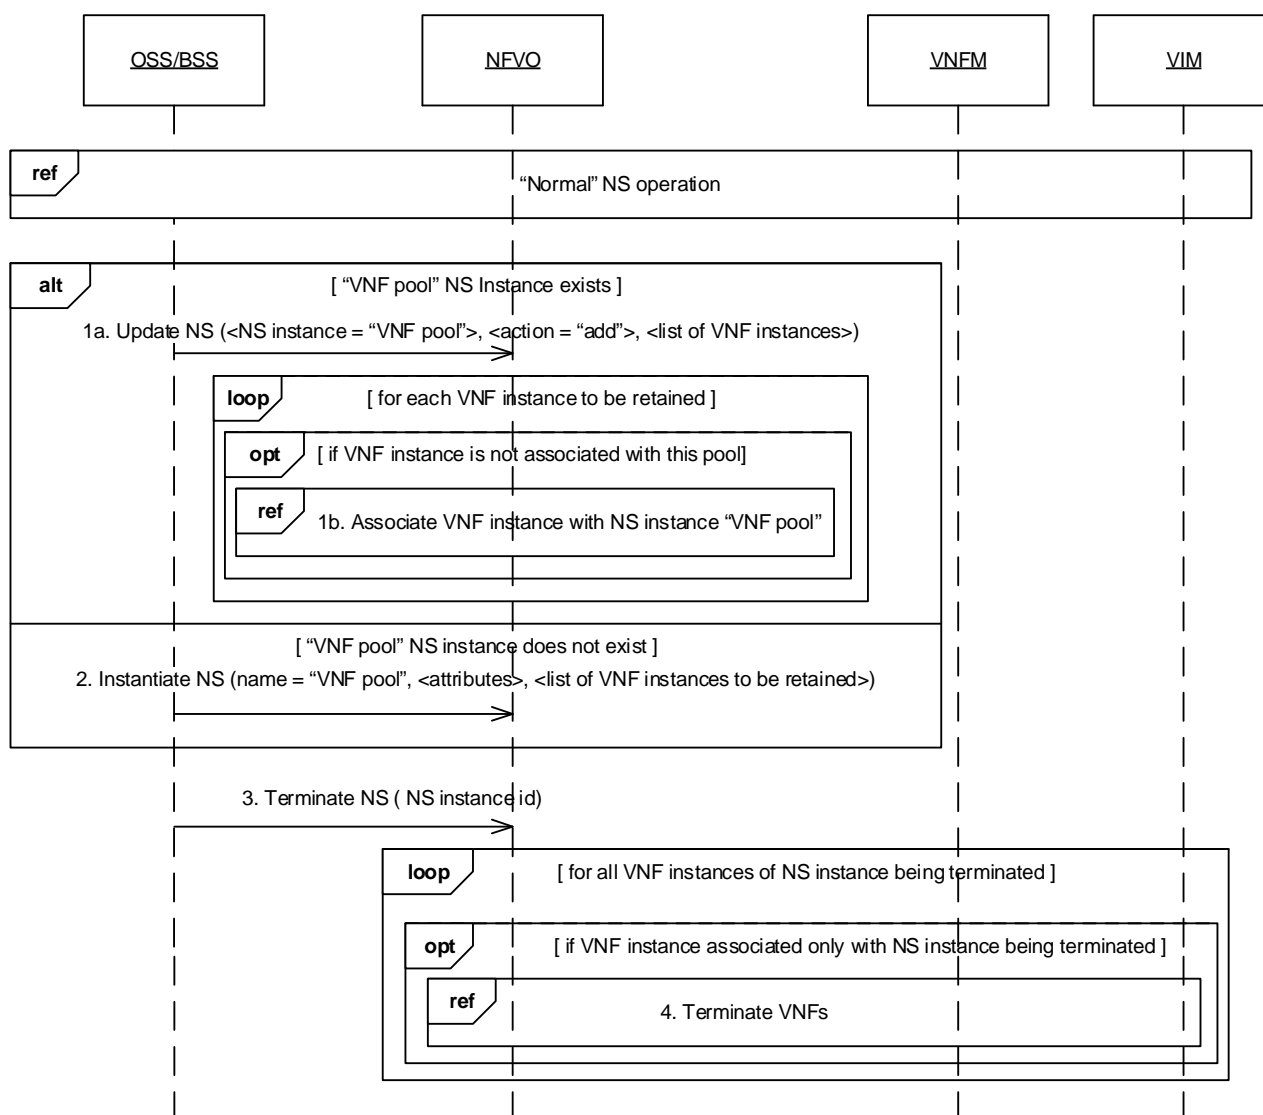 OSS/BSS
NFVO
VNFM
VIM
ref
“Normal” NS operation
alt
[ “VNF pool” NS Instance exists ]
1a. Update NS (<NS instance = “VNF pool”>, <action = “add”>, <list of VNF instances>)
loop
[ for each VNF instance to be retained ]
opt
[ if VNF instance is not associated with this pool]
ref
1b. Associate VNF instance with NS instance “VNF pool”
[ “VNF pool” NS instance does not exist ]
2. Instantiate NS (name = “VNF pool”, <attributes>, <list of VNF instances to be retained>)
3. Terminate NS ( NS instance id)
loop
[ for all VNF instances of NS instance being terminated ]
opt
[ if VNF instance associated only with NS instance being terminated ]
ref
4. Terminate VNFs